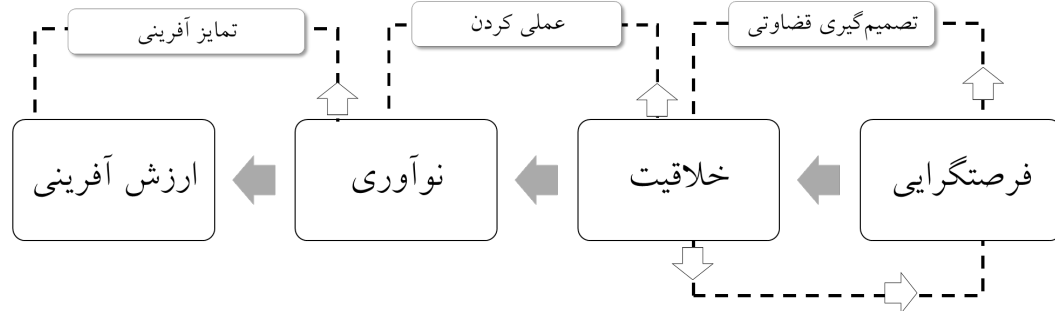 تصمیم‌گیری قضاوتی
عملی کردن
تمایز آفرینی
فرصتگرایی
خلاقیت
نوآوری
ارزش آفرینی